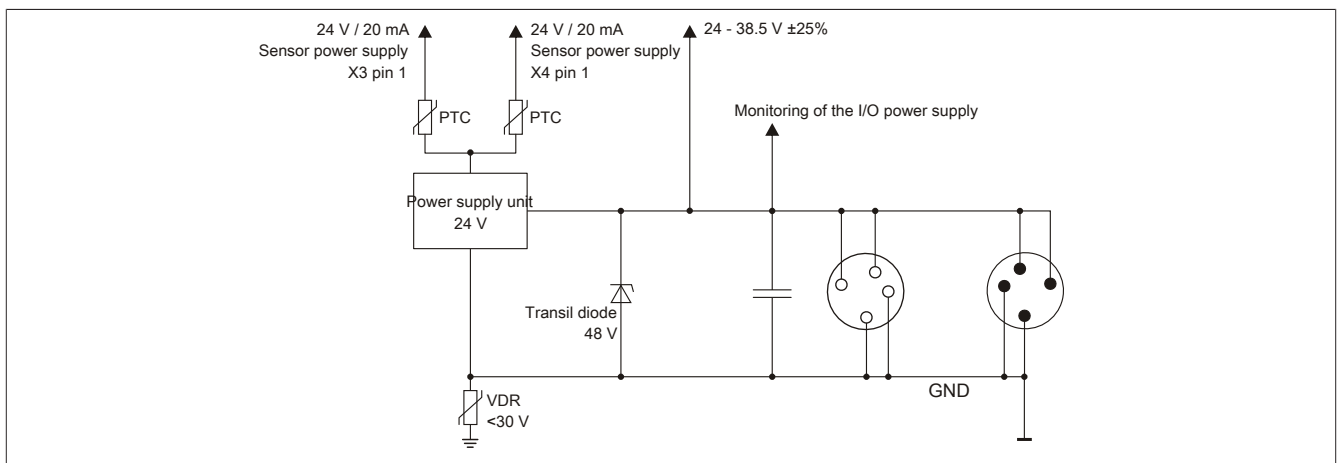 24 V / 20 mA
Sensor power supply
X3 pin 1
24 V / 20 mA
Sensor power supply
X4 pin 1
24 - 38.5 V ±25%
Monitoring of the I/O power supply
PTC
PTC
Power supply unit
24 V
Transil diode
48 V
GND
VDR
<30 V